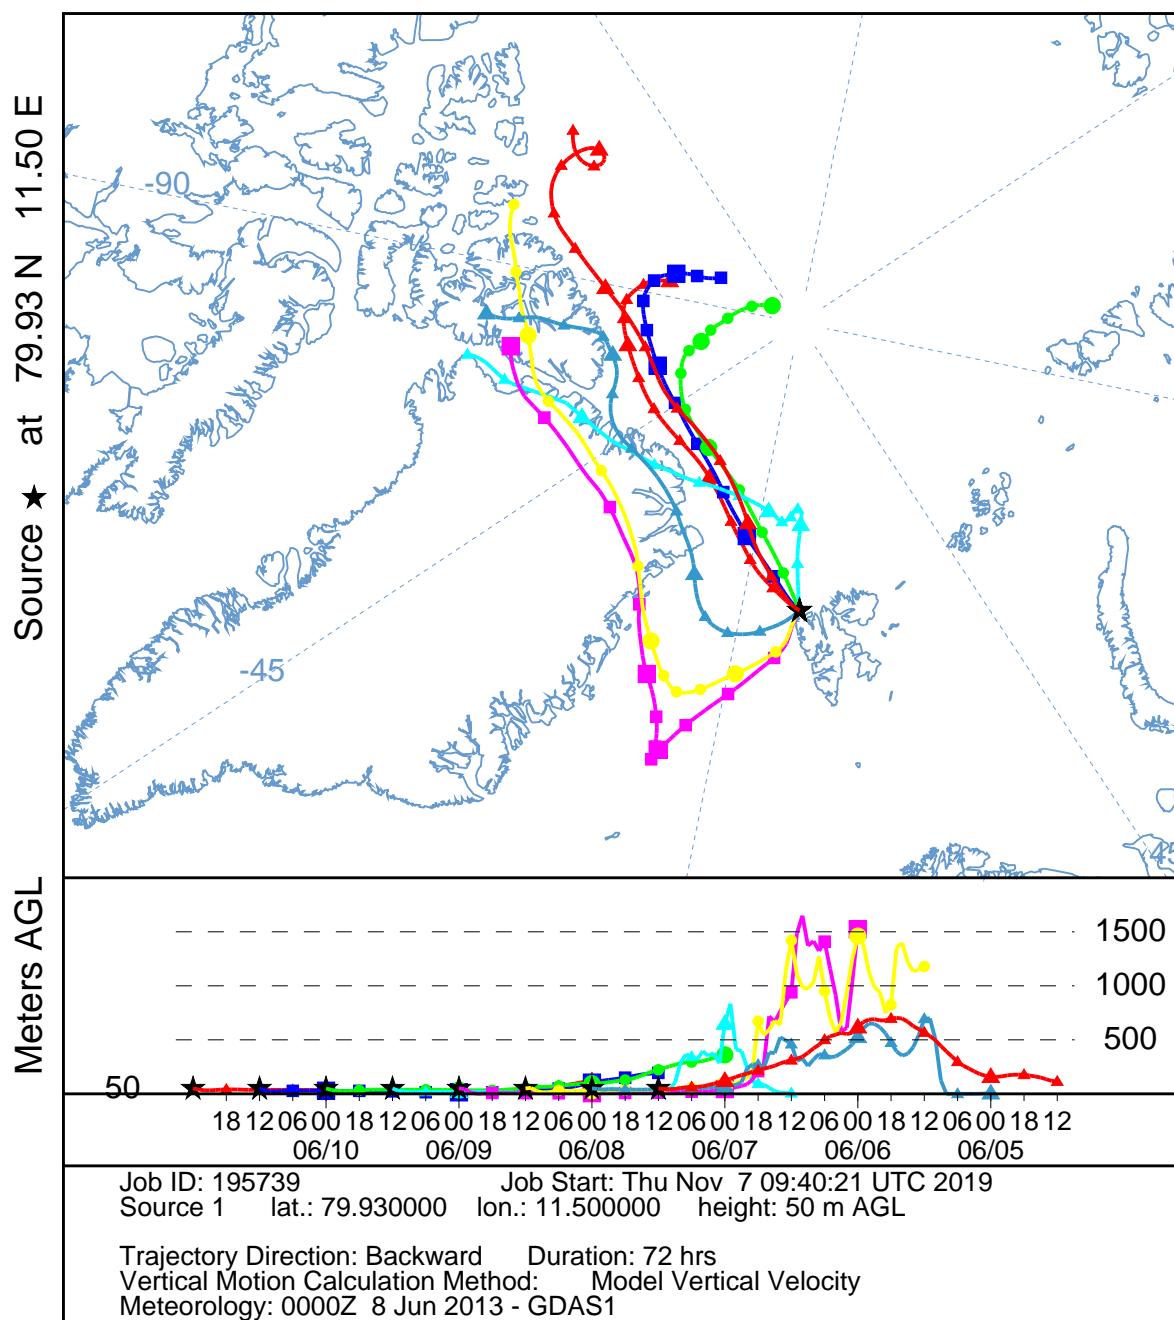 Source ★ at 79.93 N 11.50 E
-90
-45
45
Meters AGL
1500
1000
500
50
18 12 06 00 18 12 06 00 18 12 06 00 18 12 06 00 18 12 06 00 18 12 06 00 18 12
06/10 06/09 06/08 06/07 06/06 06/05
Job ID: 195739 Job Start: Thu Nov 7 09:40:21 UTC 2019
Source 1 lat.: 79.930000 lon.: 11.500000 height: 50 m AGL
Trajectory Direction: Backward Duration: 72 hrs
Vertical Motion Calculation Method: Model Vertical Velocity
Meteorology: 0000Z 8 Jun 2013 - GDAS1